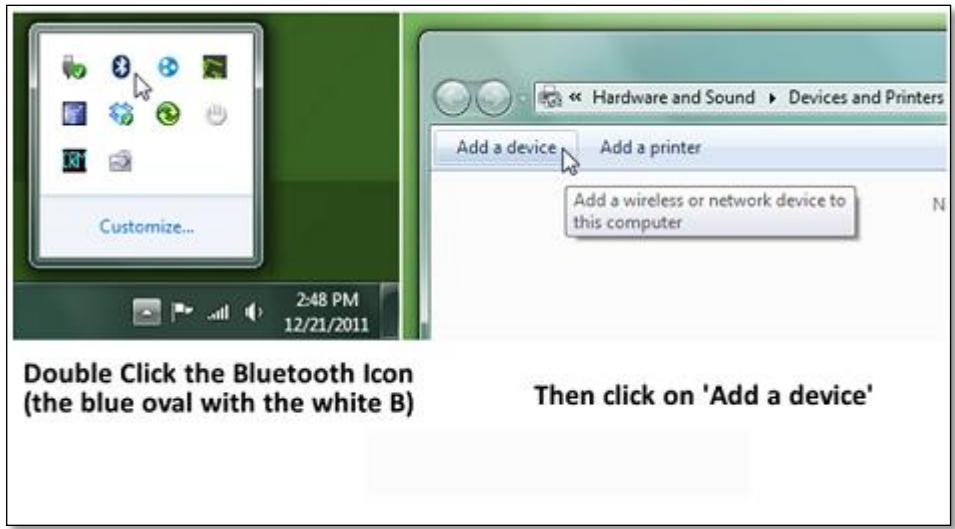 Customize...
2:48 PM
12/21/2011
« Hardware and Sound ▸ Devices and Printers
Add a device
Add a printer
Add a wireless or network device to
this computer
N
Double Click the Bluetooth Icon
(the blue oval with the white B)
Then click on 'Add a device'